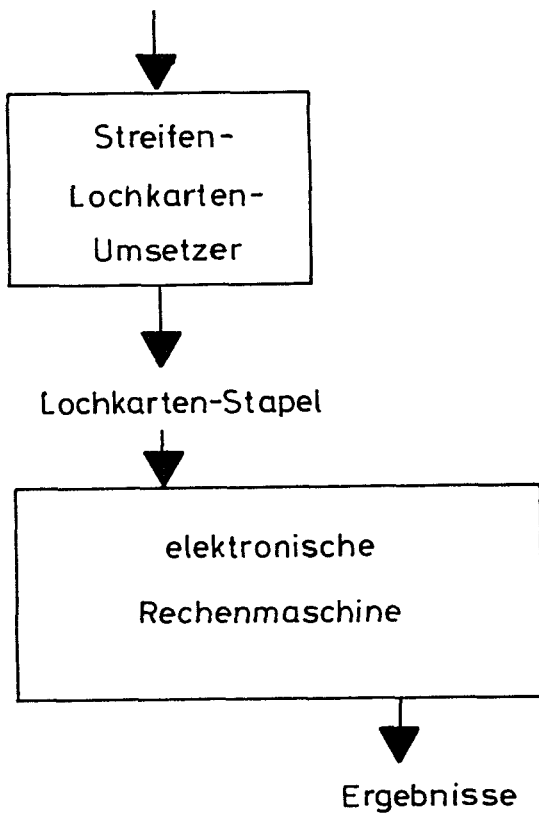 Streifen-
Lochkarten-
Umsetzer
Lochkarten-Stapel
elektronische
Rechenmaschine
Ergebnisse